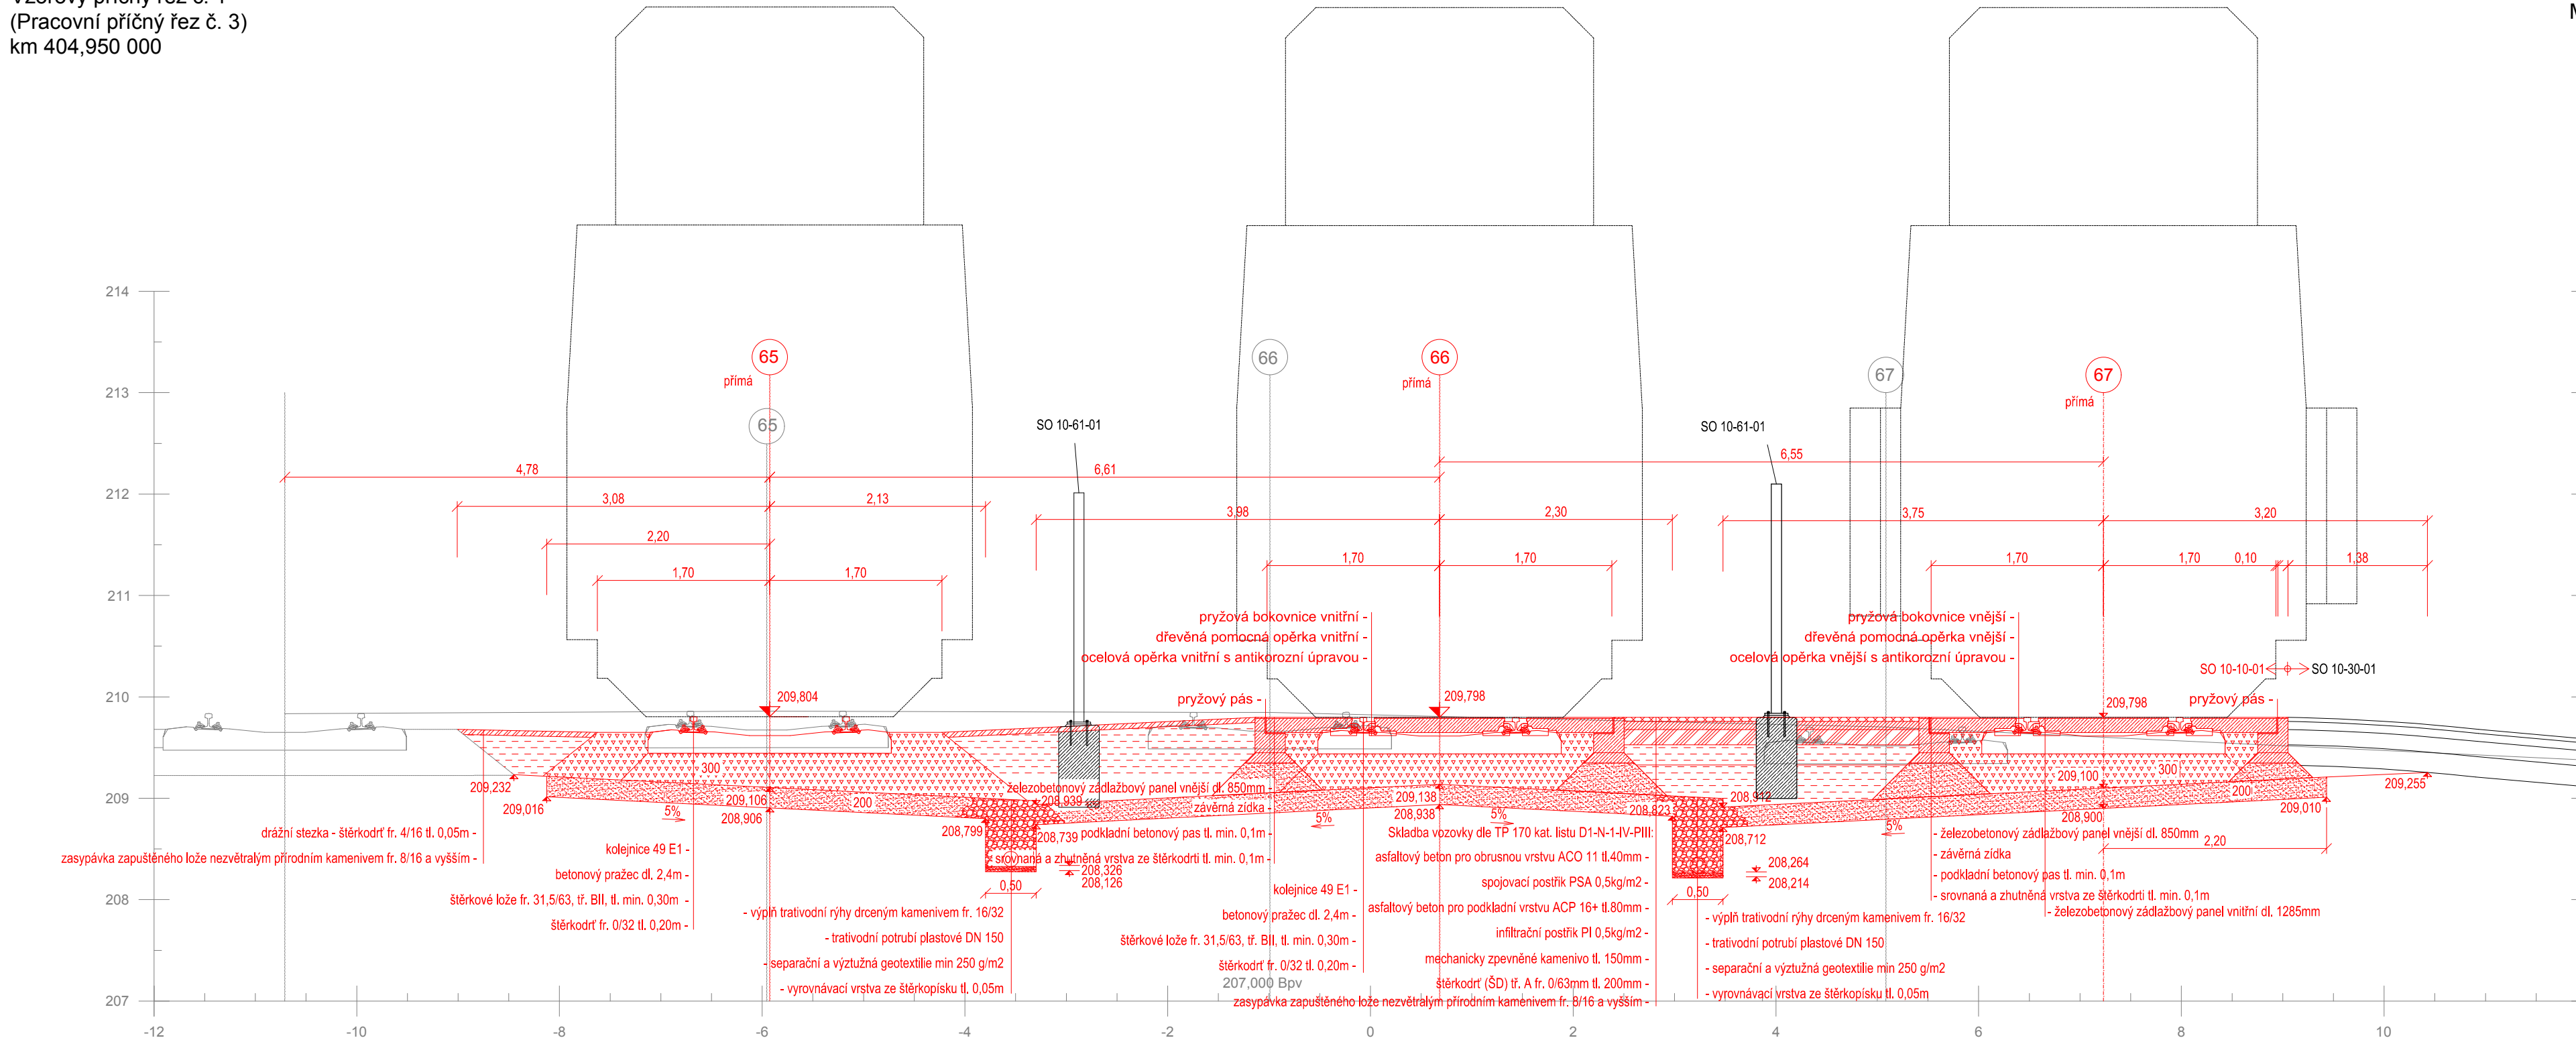 (Pracovní příčný řez č. 3)
km 404,950 000
214
213
212
211
210
209
208
207
-12
-10
-8
-6
-4
-2
0
2
4
6
8
10
207,000 Bpv
65
přímá
65
66
66
přímá
67
67
přímá
SO 10-61-01
SO 10-61-01
4,78
6,61
6,55
3,08
2,13
3,98
2,30
3,75
3,20
2,20
1,70
1,70
1,70
1,70
1,70
1,70
0,10
1,38
pryžová bokovnice vnitřní -
dřevěná pomocná opěrka vnitřní -
ocelová opěrka vnitřní s antikorozní úpravou -
pryžový pás -
pryžová bokovnice vnější -
dřevěná pomocná opěrka vnější -
ocelová opěrka vnější s antikorozní úpravou -
SO 10-10-01
SO 10-30-01
pryžový pás -
209,804
209,798
209,798
300
200
209,232
209,016
5%
209,106
208,906
208,939
208,799
208,739
208,326
208,126
0,50
5%
209,138
208,938
5%
208,823
208,912
208,712
208,264
208,214
0,50
5%
209,100
300
208,900
200
209,010
209,255
2,20
drážní stezka - štěrkodrť fr. 4/16 tl. 0,05m -
zasypávka zapuštěného lože nezvětralým přírodním kamenivem fr. 8/16 a vyšším -
kolejnice 49 E1 -
betonový pražec dl. 2,4m -
štěrkové lože fr. 31,5/63, tř. BII, tl. min. 0,30m -
štěrkodrť fr. 0/32 tl. 0,20m -
- výplň trativodní rýhy drceným kamenivem fr. 16/32
- trativodní potrubí plastové DN 150
- separační a výztužná geotextilie min 250 g/m2
- vyrovnávací vrstva ze štěrkopísku tl. 0,05m
železobetonový zádlažbový panel vnější dl. 850mm -
závěrná zídka -
podkladní betonový pas tl. min. 0,1m -
srovnaná a zhutněná vrstva ze štěrkodrti tl. min. 0,1m -
kolejnice 49 E1 -
betonový pražec dl. 2,4m -
štěrkové lože fr. 31,5/63, tř. BII, tl. min. 0,30m -
štěrkodrť fr. 0/32 tl. 0,20m -
Skladba vozovky dle TP 170 kat. listu D1-N-1-IV-PIII:
asfaltový beton pro obrusnou vrstvu ACO 11 tl.40mm -
spojovací postřik PSA 0,5kg/m2 -
asfaltový beton pro podkladní vrstvu ACP 16+ tl.80mm -
infiltrační postřik PI 0,5kg/m2 -
mechanicky zpevněné kamenivo tl. 150mm -
štěrkodrť (ŠD) tř. A fr. 0/63mm tl. 200mm -
zasypávka zapuštěného lože nezvětralým přírodním kamenivem fr. 8/16 a vyšším -
- výplň trativodní rýhy drceným kamenivem fr. 16/32
- trativodní potrubí plastové DN 150
- separační a výztužná geotextilie min 250 g/m2
- vyrovnávací vrstva ze štěrkopísku tl. 0,05m
- železobetonový zádlažbový panel vnější dl. 850mm
- závěrná zídka
- podkladní betonový pas tl. min. 0,1m
- srovnaná a zhutněná vrstva ze štěrkodrti tl. min. 0,1m
- železobetonový zádlažbový panel vnitřní dl. 1285mm